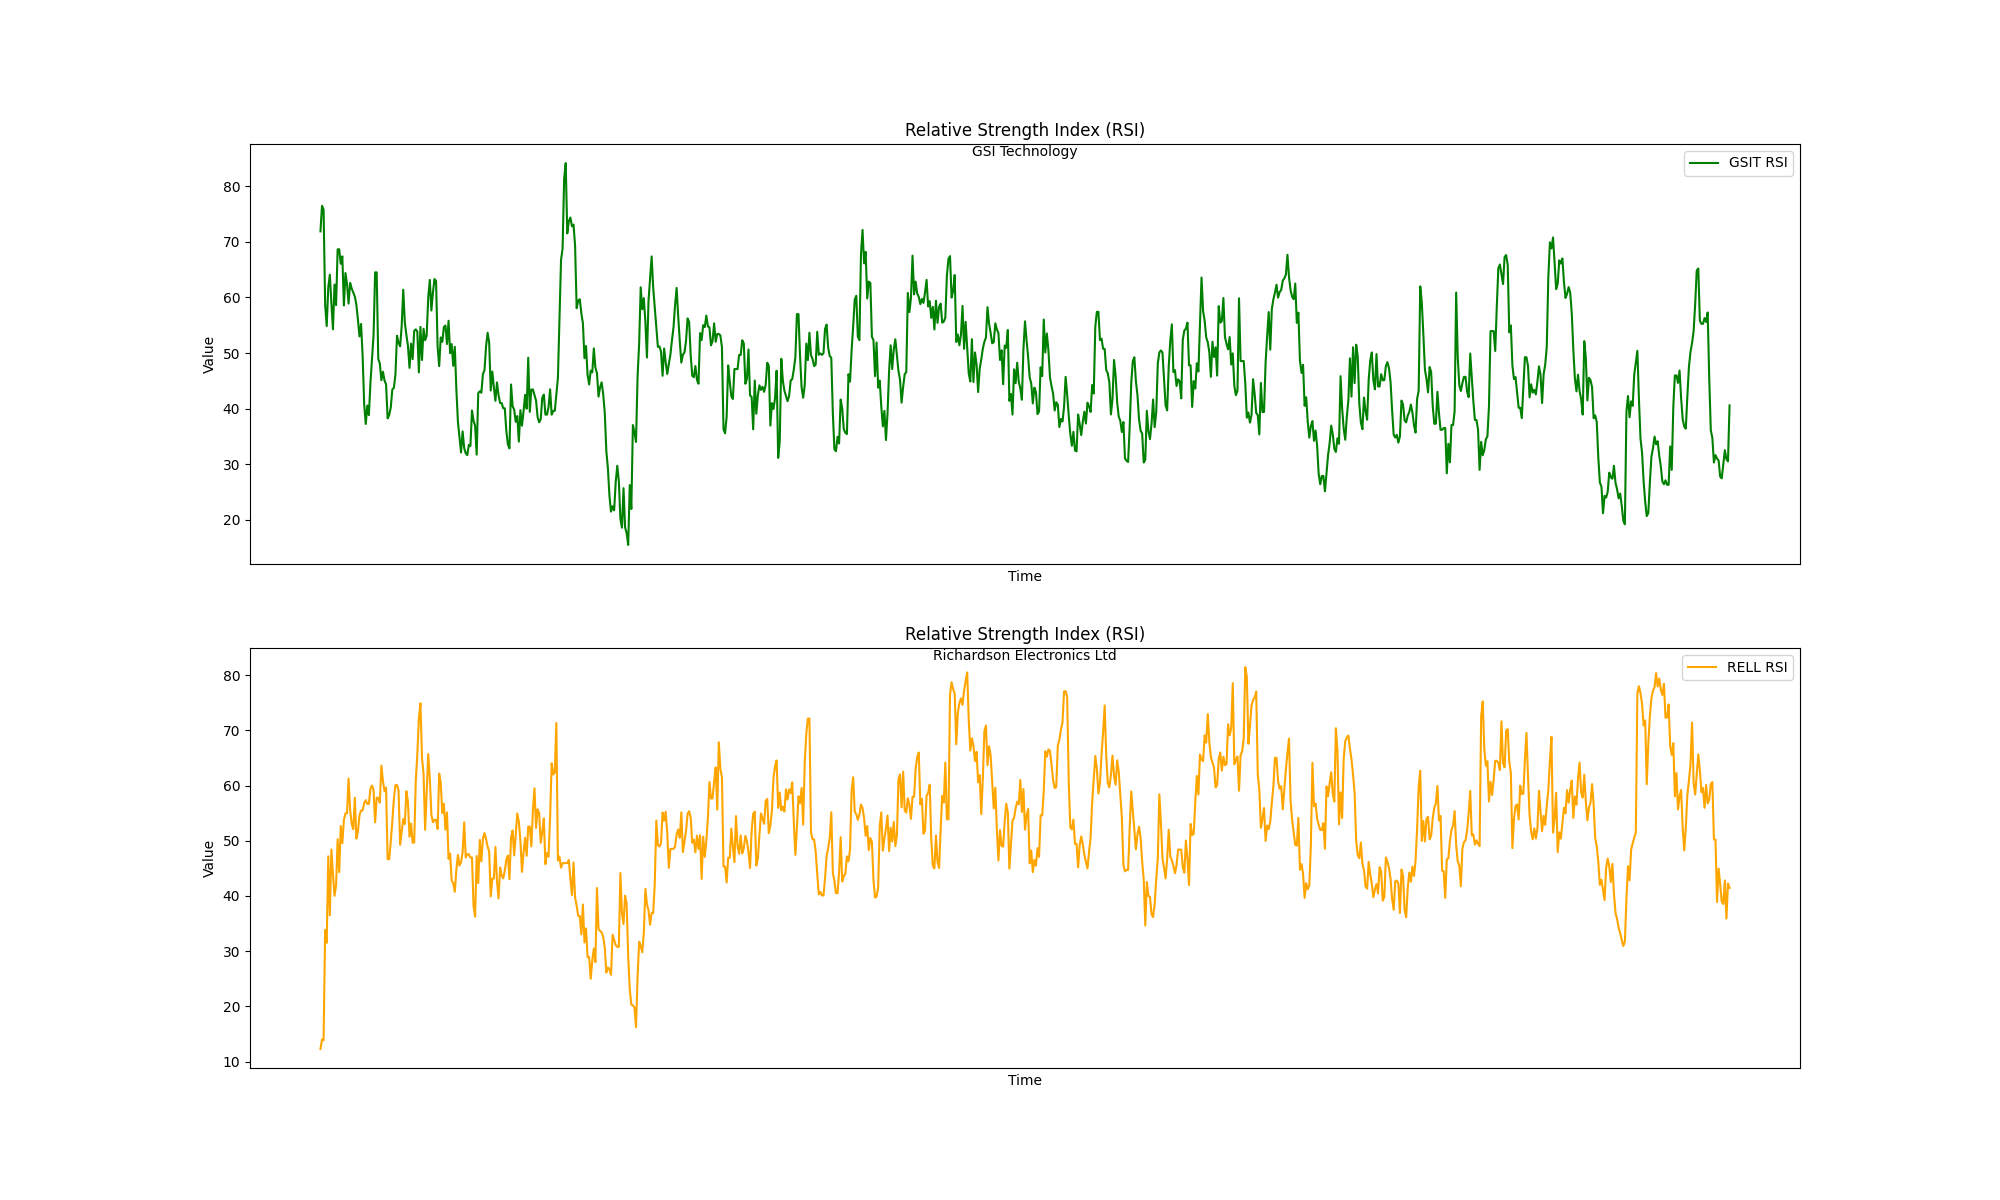 Relative Strength Index (RSI)
GSI Technology
GSIT RSI
80
70
60
50
40
30
20
Value
Time
Relative Strength Index (RSI)
Richardson Electronics Ltd
RELL RSI
80
70
60
50
40
30
20
10
Value
Time